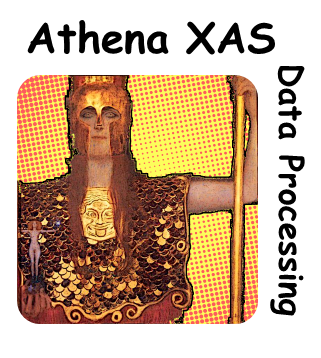 Athena XAS
Data Processing